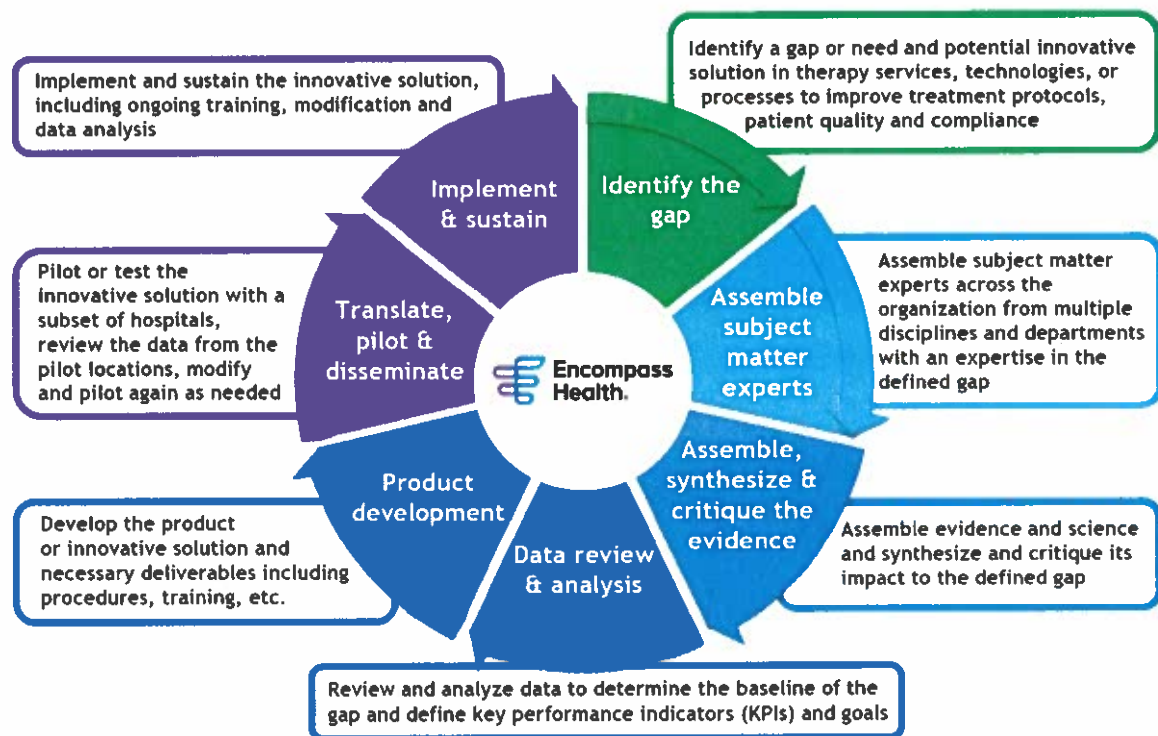 Identify a gap or need and potential innovative
solution in therapy services, technologies, or
processes to improve treatment protocols,
patient quality and compliance
Identify the
gap
Assemble subject matter
experts across the
organization from multiple
disciplines and departments
with an expertise in the
defined gap
Assemble
subject
matter
experts
Assemble evidence and science
and synthesize and critique its
impact to the defined gap
Assemble,
synthesize &
critique the
evidence
Review and analyze data to determine the baseline of the
gap and define key performance indicators (KPIs) and goals
Data review
& analysis
Develop the product
or innovative solution and
necessary deliverables including
procedures, training, etc.
Product
development
Pilot or test the
innovative solution with a
subset of hospitals,
review the data from the
pilot locations, modify
and pilot again as needed
Translate,
pilot &
disseminate
Implement and sustain the innovative solution,
including ongoing training, modification and
data analysis
Implement
& sustain
Encompass
Health.